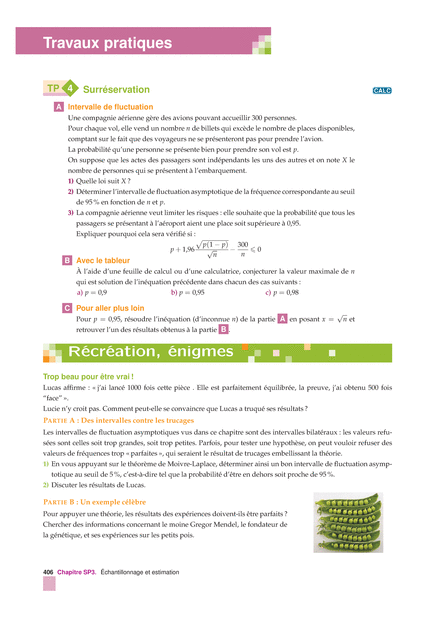 Travaux pratiques
TP 4 Surréservation
CALC
A Intervalle de fluctuation
Une compagnie aérienne gère des avions pouvant accueillir 300 personnes.
Pour chaque vol, elle vend un nombre n de billets qui excède le nombre de places disponibles,
comptant sur le fait que des voyageurs ne se présenteront pas pour prendre l'avion.
La probabilité qu'une personne se présente bien pour prendre son vol est p.
On suppose que les actes des passagers sont indépendants les uns des autres et on note X le
nombre de personnes qui se présentent à l'embarquement.
1) Quelle loi suit X ?
2) Déterminer l'intervalle de fluctuation asymptotique de la fréquence correspondante au seuil
de 95 % en fonction de n et p.
3) La compagnie aérienne veut limiter les risques : elle souhaite que la probabilité que tous les
passagers se présentant à l'aéroport aient une place soit supérieure à 0,95.
Expliquer pourquoi cela sera vérifié si :
p + 1,96 √p(1 − p) / √n − 300 / n ⩽ 0
B Avec le tableur
À l'aide d'une feuille de calcul ou d'une calculatrice, conjecturer la valeur maximale de n
qui est solution de l'inéquation précédente dans chacun des cas suivants :
a) p = 0,9 b) p = 0,95 c) p = 0,98
C Pour aller plus loin
Pour p = 0,95, résoudre l'inéquation (d'inconnue n) de la partie A en posant x = √n et
retrouver l'un des résultats obtenus à la partie B.
Récréation, énigmes
Trop beau pour être vrai !
Lucas affirme : « j'ai lancé 1000 fois cette pièce . Elle est parfaitement équilibrée, la preuve, j'ai obtenu 500 fois
"face" ».
Lucie n'y croit pas. Comment peut-elle se convaincre que Lucas a truqué ses résultats ?
PARTIE A : Des intervalles contre les trucages
Les intervalles de fluctuation asymptotiques vus dans ce chapitre sont des intervalles bilatéraux : les valeurs refu-
sées sont celles soit trop grandes, soit trop petites. Parfois, pour tester une hypothèse, on peut vouloir refuser des
valeurs de fréquences trop « parfaites », qui seraient le résultat de trucages embellissant la théorie.
1) En vous appuyant sur le théorème de Moivre-Laplace, déterminer ainsi un bon intervalle de fluctuation asymp-
totique au seuil de 5 %, c'est-à-dire tel que la probabilité d'être en dehors soit proche de 95 %.
2) Discuter les résultats de Lucas.
PARTIE B : Un exemple célèbre
Pour appuyer une théorie, les résultats des expériences doivent-ils être parfaits ?
Chercher des informations concernant le moine Gregor Mendel, le fondateur de
la génétique, et ses expériences sur les petits pois.
406 Chapitre SP3. Échantillonnage et estimation